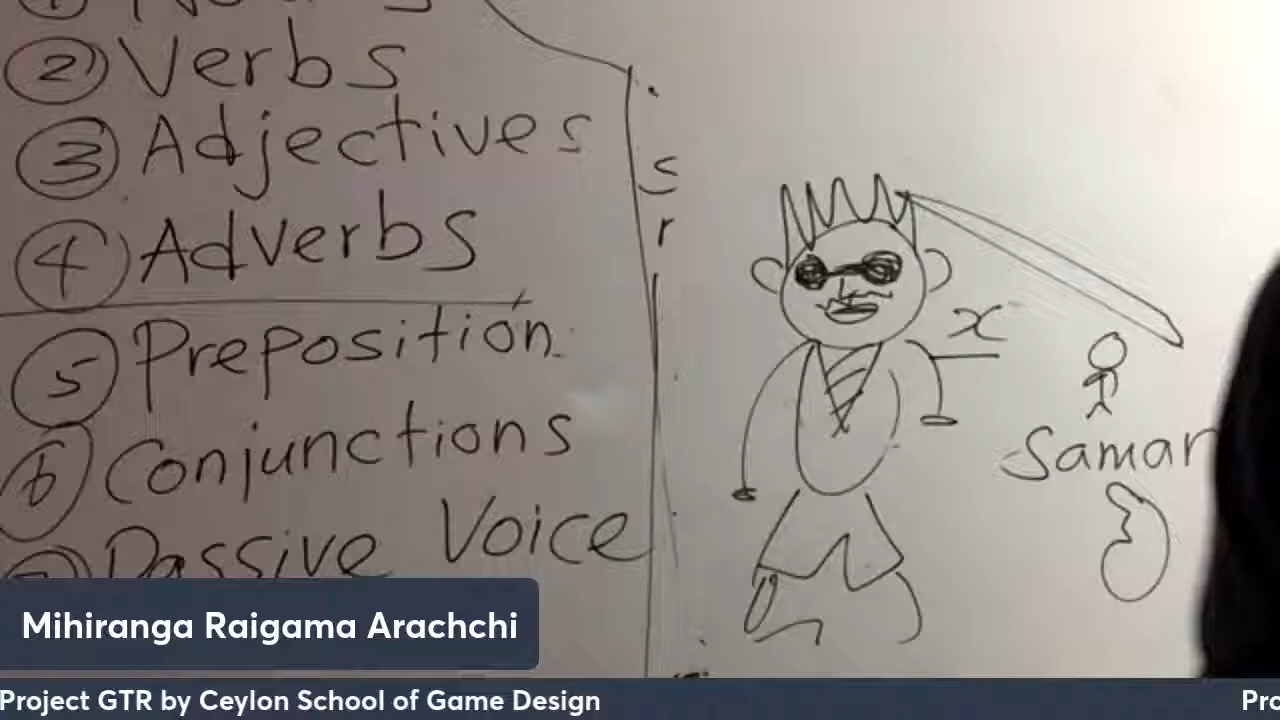 ② Verbs
③ Adjectives
④ Adverbs
⑤ Preposition
⑥ Conjunctions
Passive Voice
x
Mihiranga Raigama Arachchi
Project GTR by Ceylon School of Game Design